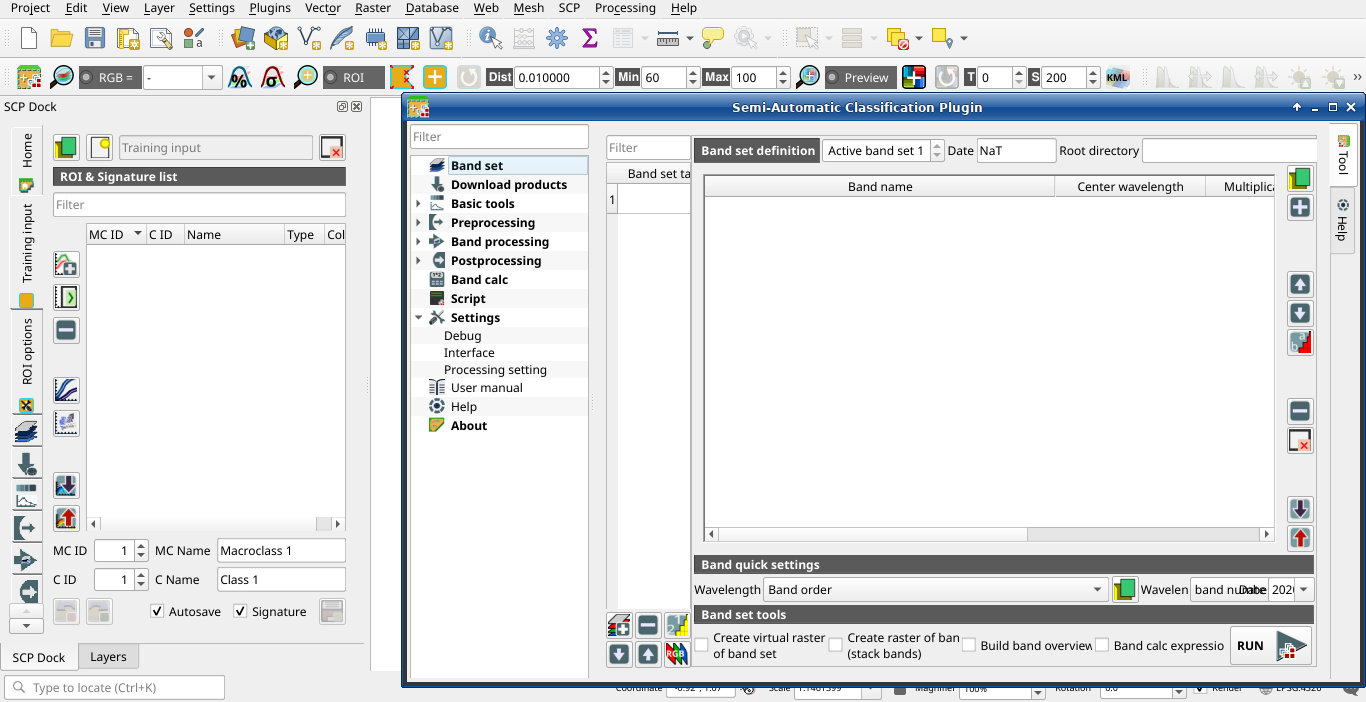 Project Edit View Layer Settings Plugins Vector Raster Database Web Mesh SCP Processing Help
RGB = - ROI Dist 0.010000 Min 60 Max 100 Preview T 0 S 200 KML
SCP Dock
Semi-Automatic Classification Plugin
Home
Training input
ROI options
Training input
ROI & Signature list
Filter
MC ID C ID Name Type Col
MC ID 1 MC Name Macroclass 1
C ID 1 C Name Class 1
Autosave Signature
SCP Dock Layers
Type to locate (Ctrl+K)
Filter
Band set
Download products
Basic tools
Preprocessing
Band processing
Postprocessing
Band calc
Script
Settings
Debug
Interface
Processing setting
User manual
Help
About
Filter
Band set ta
1
Band set definition Active band set 1 Date NaT Root directory
Band name Center wavelength Multiplica
Band quick settings
Wavelength Band order Wavelen band numbe Date 202
Band set tools
Create virtual raster of band set
Create raster of ban (stack bands)
Build band overview
Band calc expressio
RUN
Tool
Help
Coordinate -0.92 , 1.07 Scale Magnifier 100% Rotation 0.0 Render EPSG:4326